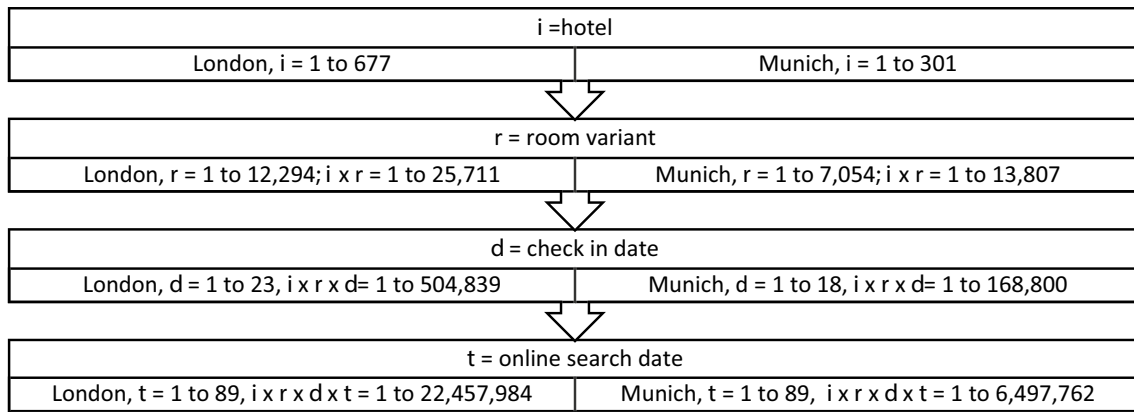 i =hotel
London, i = 1 to 677
Munich, i = 1 to 301
r = room variant
London, r = 1 to 12,294; i x r = 1 to 25,711
Munich, r = 1 to 7,054; i x r = 1 to 13,807
d = check in date
London, d = 1 to 23, i x r x d= 1 to 504,839
Munich, d = 1 to 18, i x r x d= 1 to 168,800
t = online search date
London, t = 1 to 89, i x r x d x t = 1 to 22,457,984
Munich, t = 1 to 89, i x r x d x t = 1 to 6,497,762